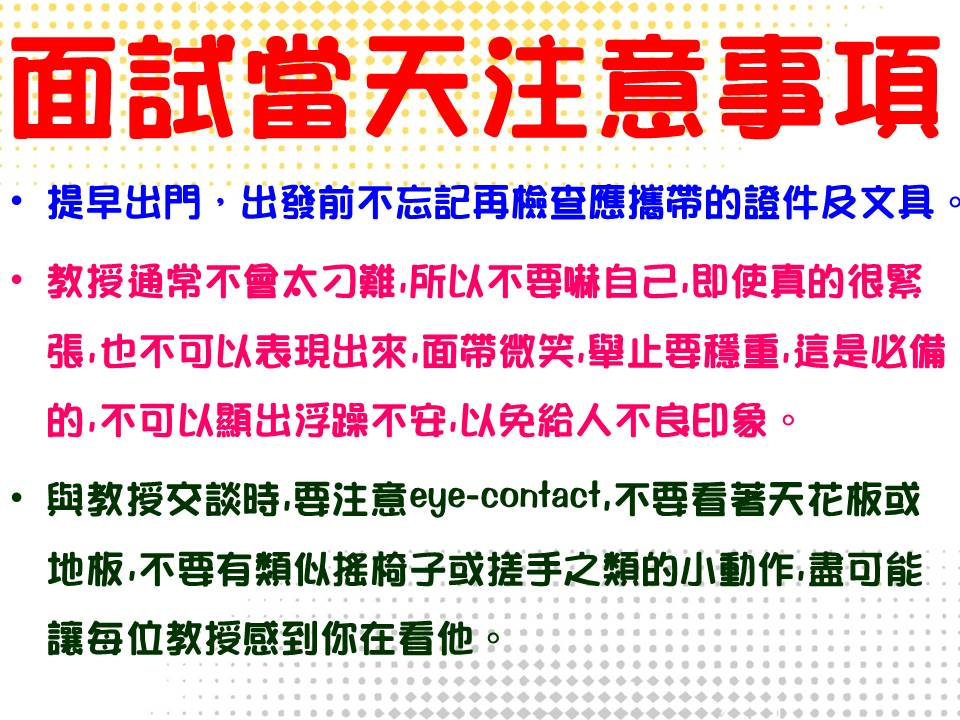 面試當天注意事項
• 提早出門，出發前不忘記再檢查應攜帶的證件及文具。
• 教授通常不會太刁難,所以不要嚇自己,即使真的很緊
張,也不可以表現出來,面帶微笑,舉止要穩重,這是必備
的,不可以顯出浮躁不安,以免給人不良印象。
• 與教授交談時,要注意eye-contact,不要看著天花板或
地板,不要有類似搖椅子或搓手之類的小動作,盡可能
讓每位教授感到你在看他。